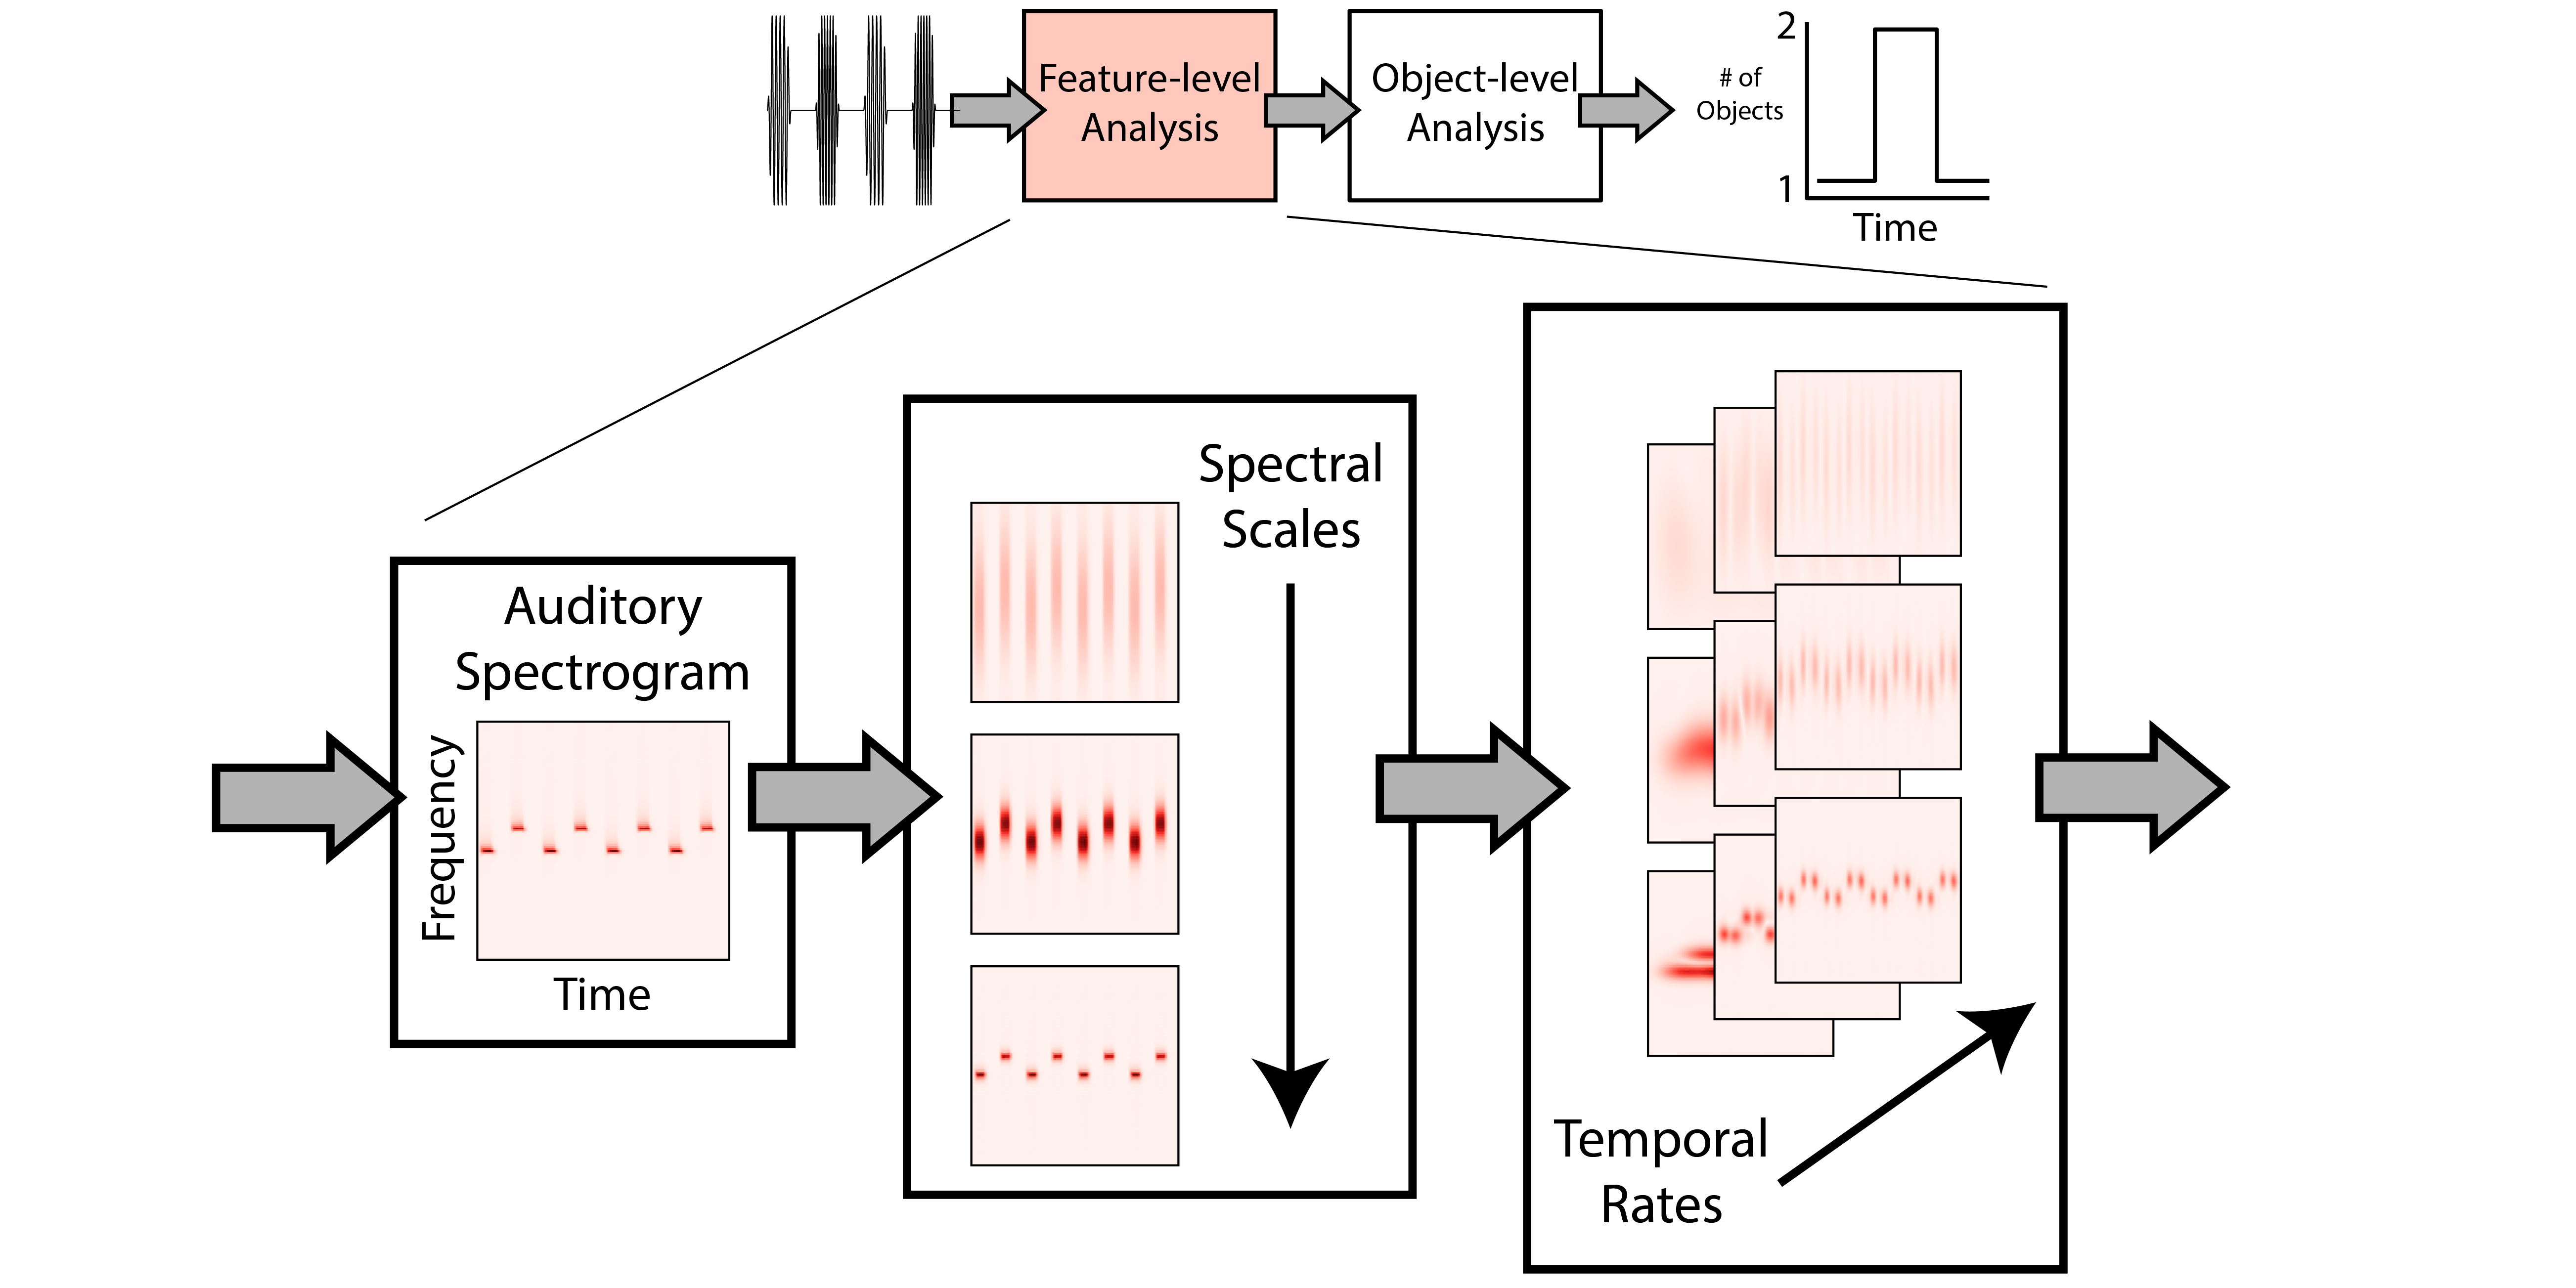 Feature-level
Analysis
Object-level
Analysis
2
# of
Objects
1
Time
Auditory
Spectrogram
Frequency
Time
Spectral
Scales
Temporal
Rates